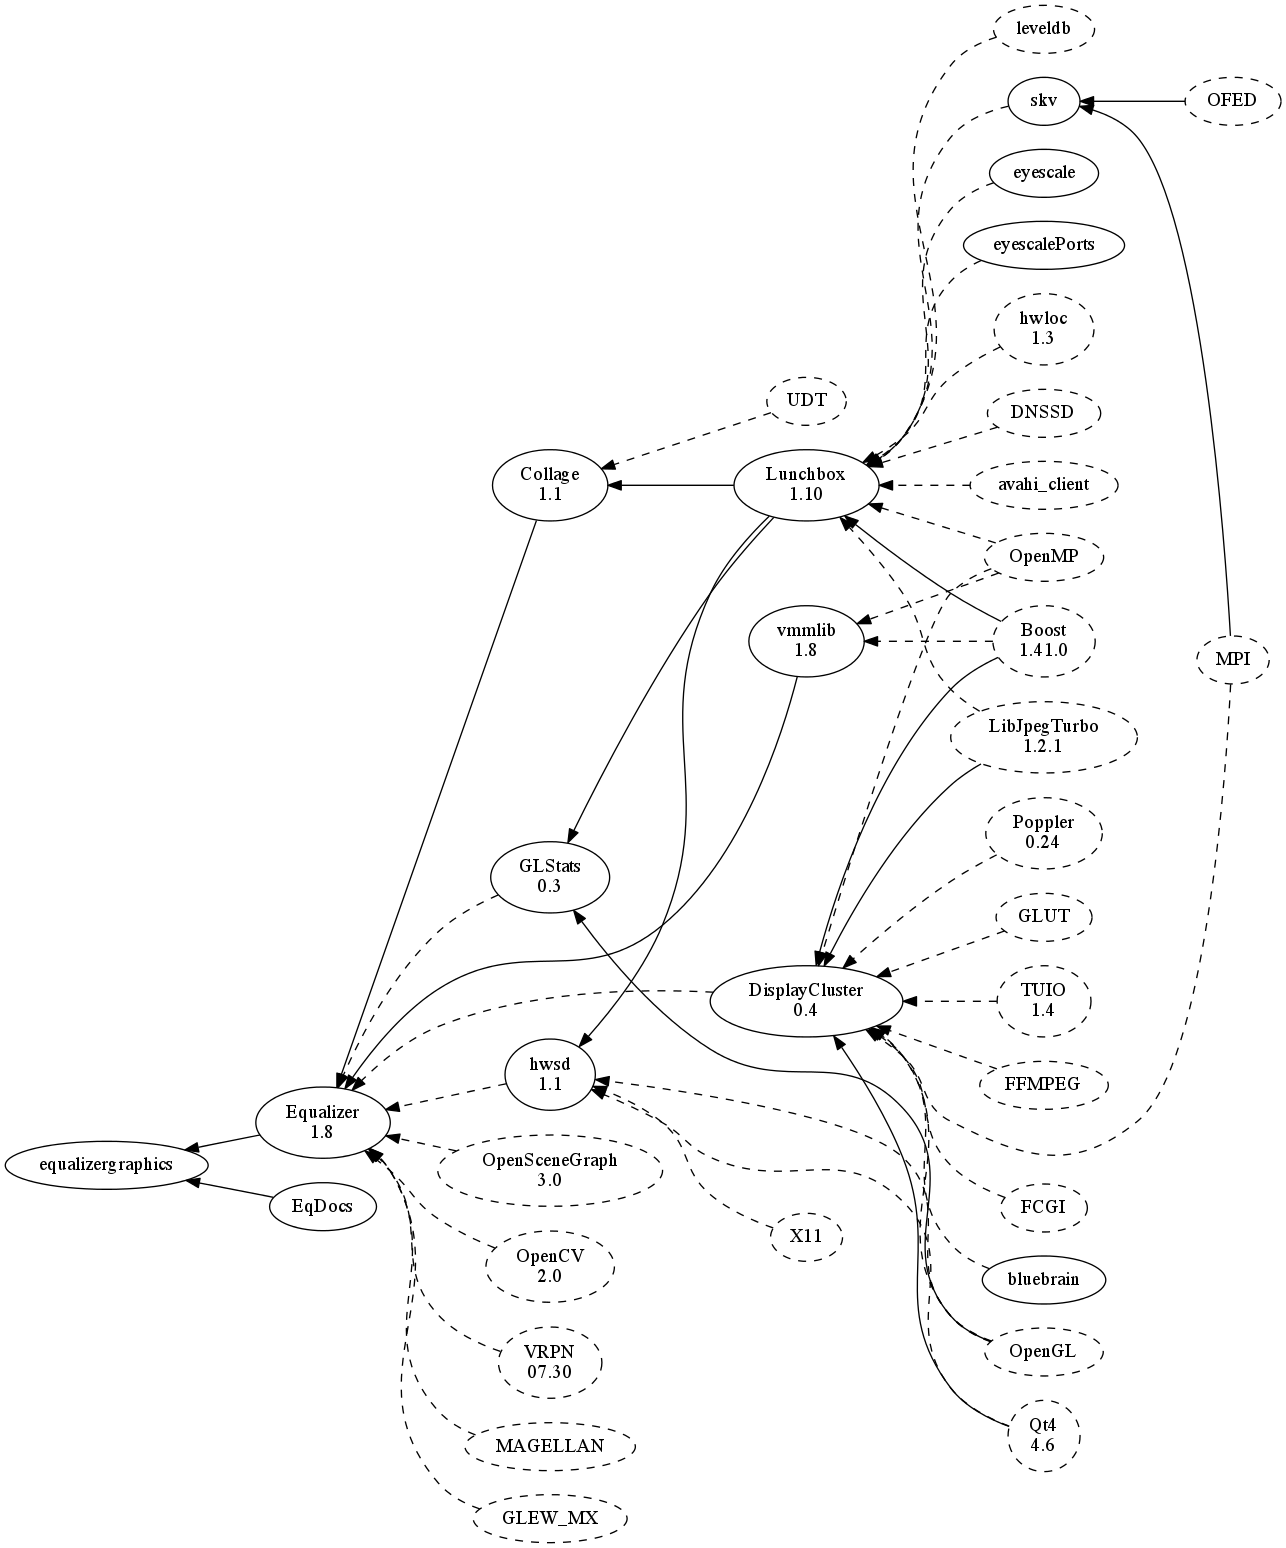 leveldb
skv
OFED
eyescale
eyescalePorts
hwloc
1.3
UDT
DNSSD
Collage
1.1
Lunchbox
1.10
avahi_client
OpenMP
vmmlib
1.8
Boost
1.41.0
MPI
LibJpegTurbo
1.2.1
Poppler
0.24
GLStats
0.3
GLUT
DisplayCluster
0.4
TUIO
1.4
hwsd
1.1
FFMPEG
Equalizer
1.8
equalizergraphics
OpenSceneGraph
3.0
EqDocs
FCGI
X11
OpenCV
2.0
bluebrain
VRPN
07.30
OpenGL
Qt4
4.6
MAGELLAN
GLEW_MX